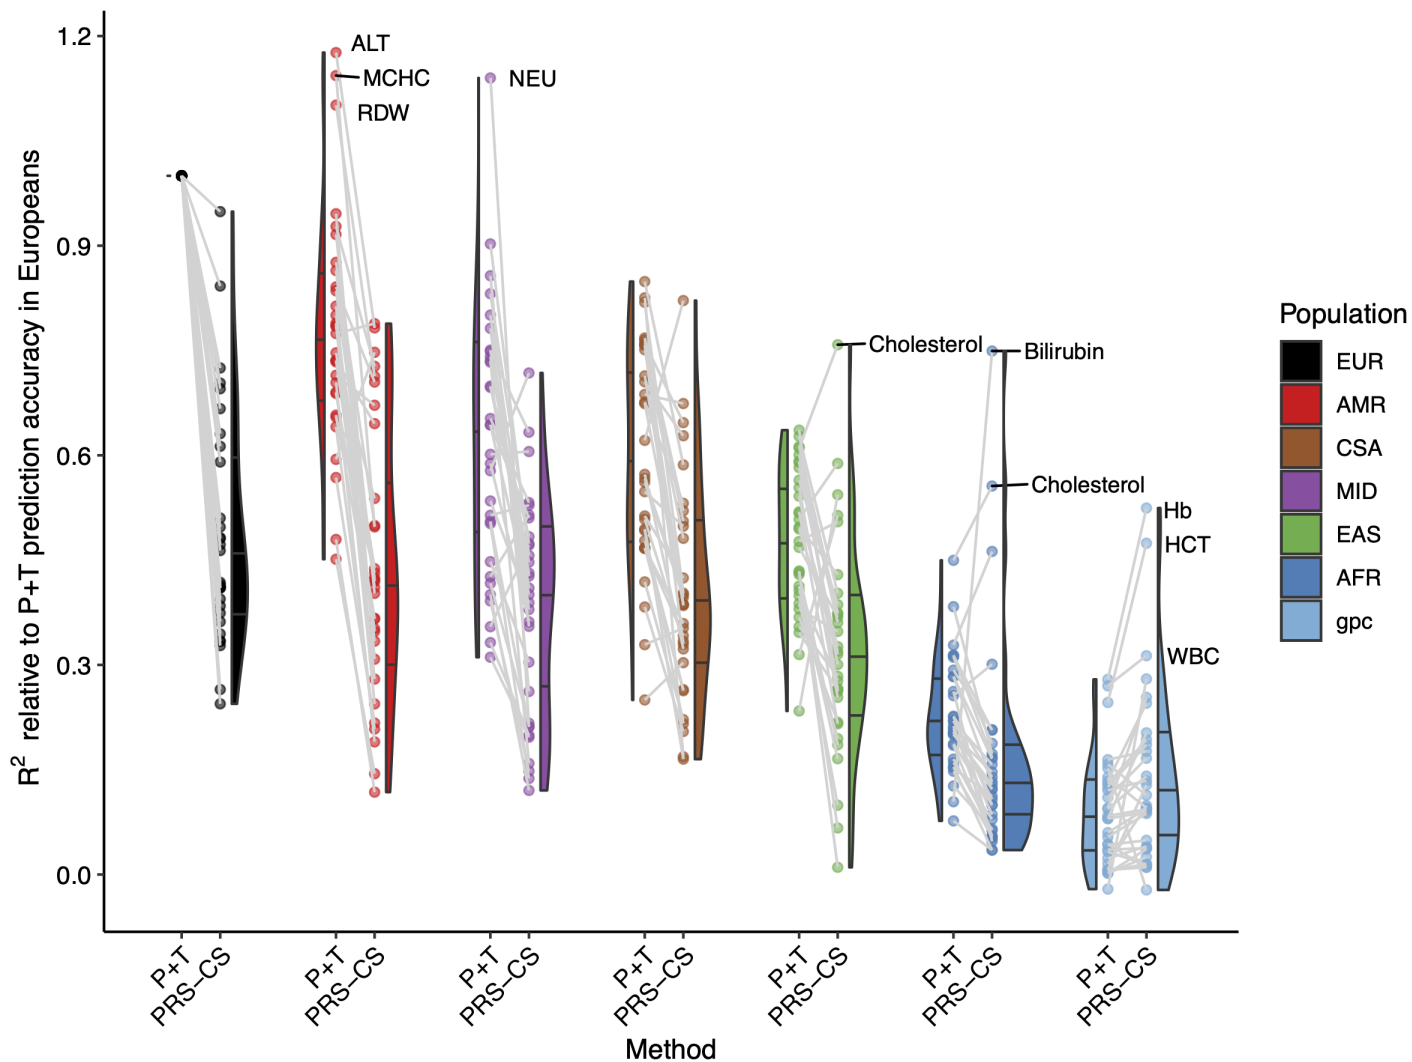 R2 relative to P+T prediction accuracy in Europeans
1.2
0.9
0.6
0.3
0.0
ALT
MCHC
RDW
NEU
Cholesterol
Bilirubin
Cholesterol
Hb
HCT
WBC
P+T
PRS−CS
P+T
PRS−CS
P+T
PRS−CS
P+T
PRS−CS
P+T
PRS−CS
P+T
PRS−CS
P+T
PRS−CS
Method
Population
EUR
AMR
CSA
MID
EAS
AFR
gpc